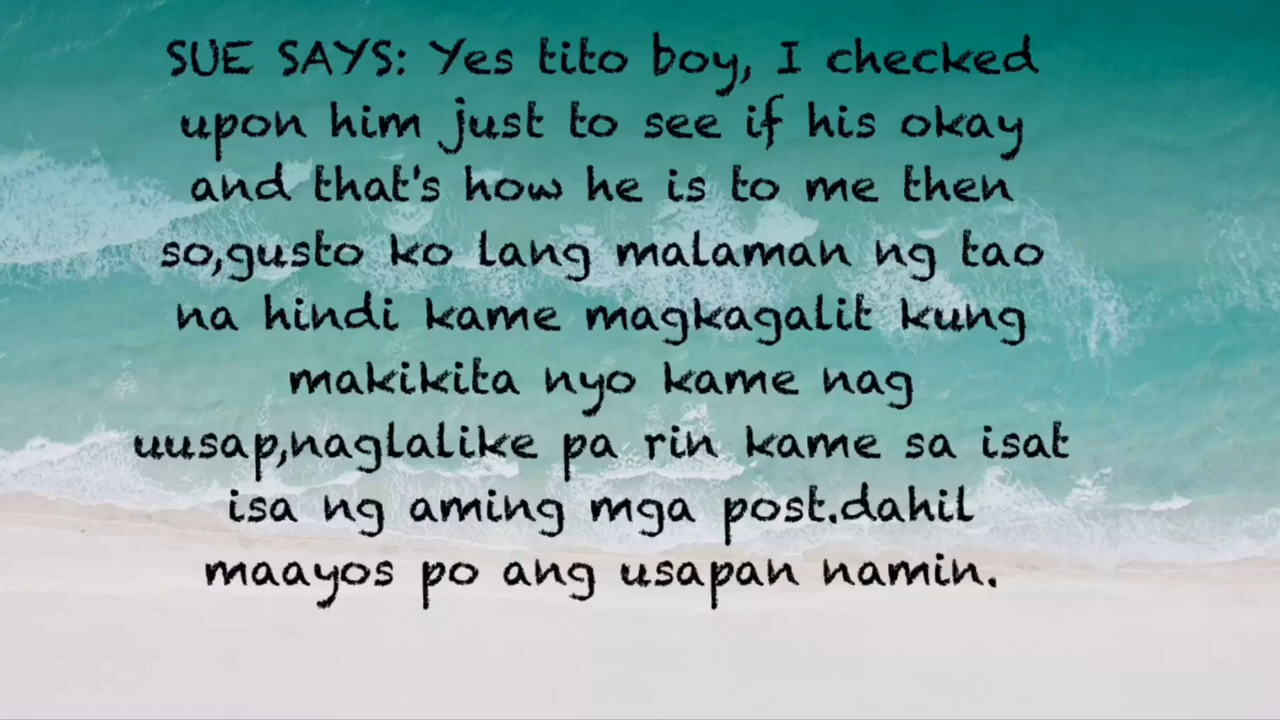 SUE SAYS: Yes tito boy, I checked
upon him just to see if his okay
and that's how he is to me then
so,gusto ko lang malaman ng tao
na hindi kame magkagalit kung
makikita nyo kame nag
uusap,naglalike pa rin kame sa isat
isa ng aming mga post.dahil
maayos po ang usapan namin.